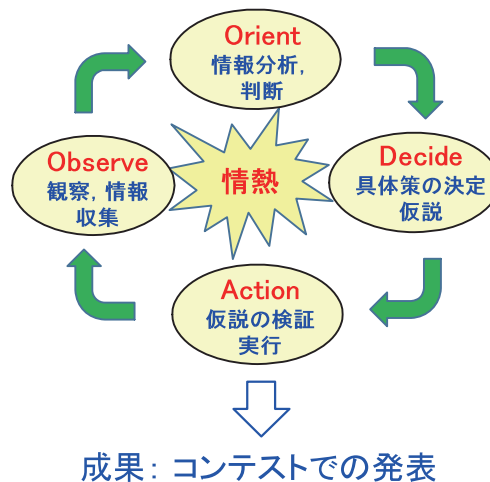 Orient
情報分析,
判断
Observe
観察, 情報
収集
情熱
Decide
具体策の決定
仮説
Action
仮説の検証
実行
成果: コンテストでの発表